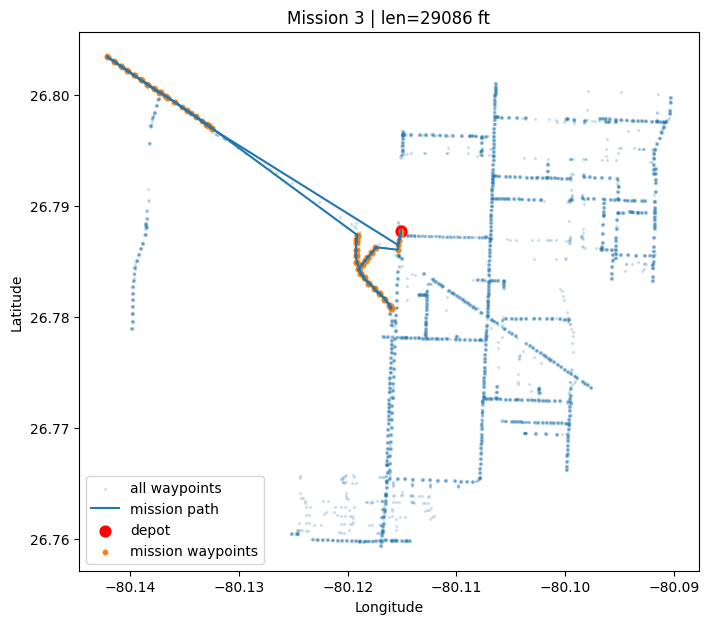 Mission 3 | len=29086 ft
26.80
26.79
26.78
26.77
26.76
Latitude
all waypoints
mission path
depot
mission waypoints
−80.14 −80.13 −80.12 −80.11 −80.10 −80.09
Longitude